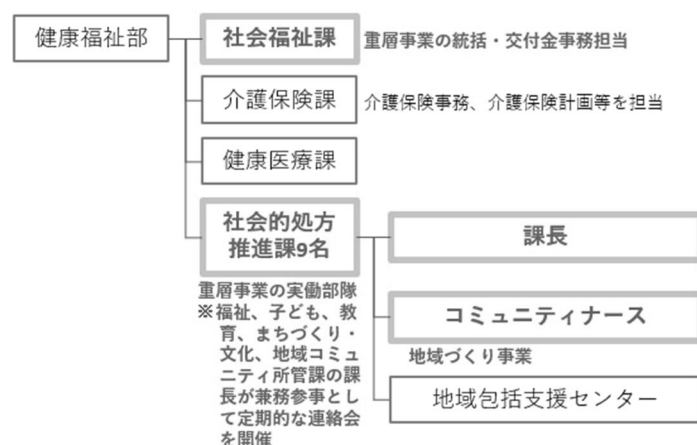 健康福祉部
社会福祉課
重層事業の統括・交付金事務担当
介護保険課
介護保険事務、介護保険計画等を担当
健康医療課
社会的処方
推進課9名
課長
重層事業の実働部隊
※福祉、子ども、教
育、まちづくり・
文化、地域コミュ
ニティ所管課の課
長が兼務参事とし
て定期的な連絡会
を開催
コミュニティナース
地域づくり事業
地域包括支援センター